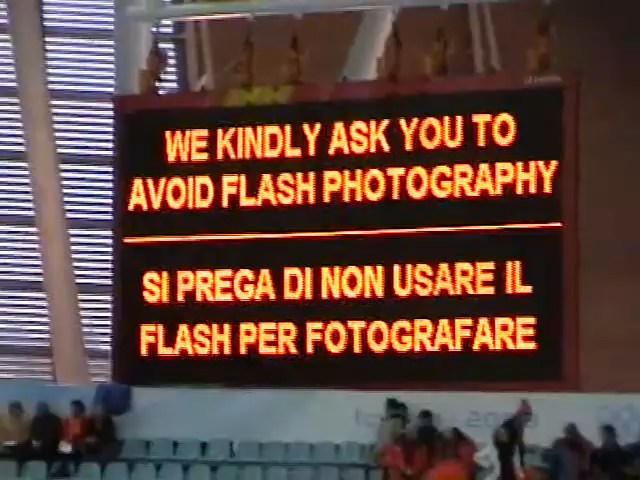 WE KINDLY ASK YOU TO
AVOID FLASH PHOTOGRAPHY
SI PREGA DI NON USARE IL
FLASH PER FOTOGRAFARE